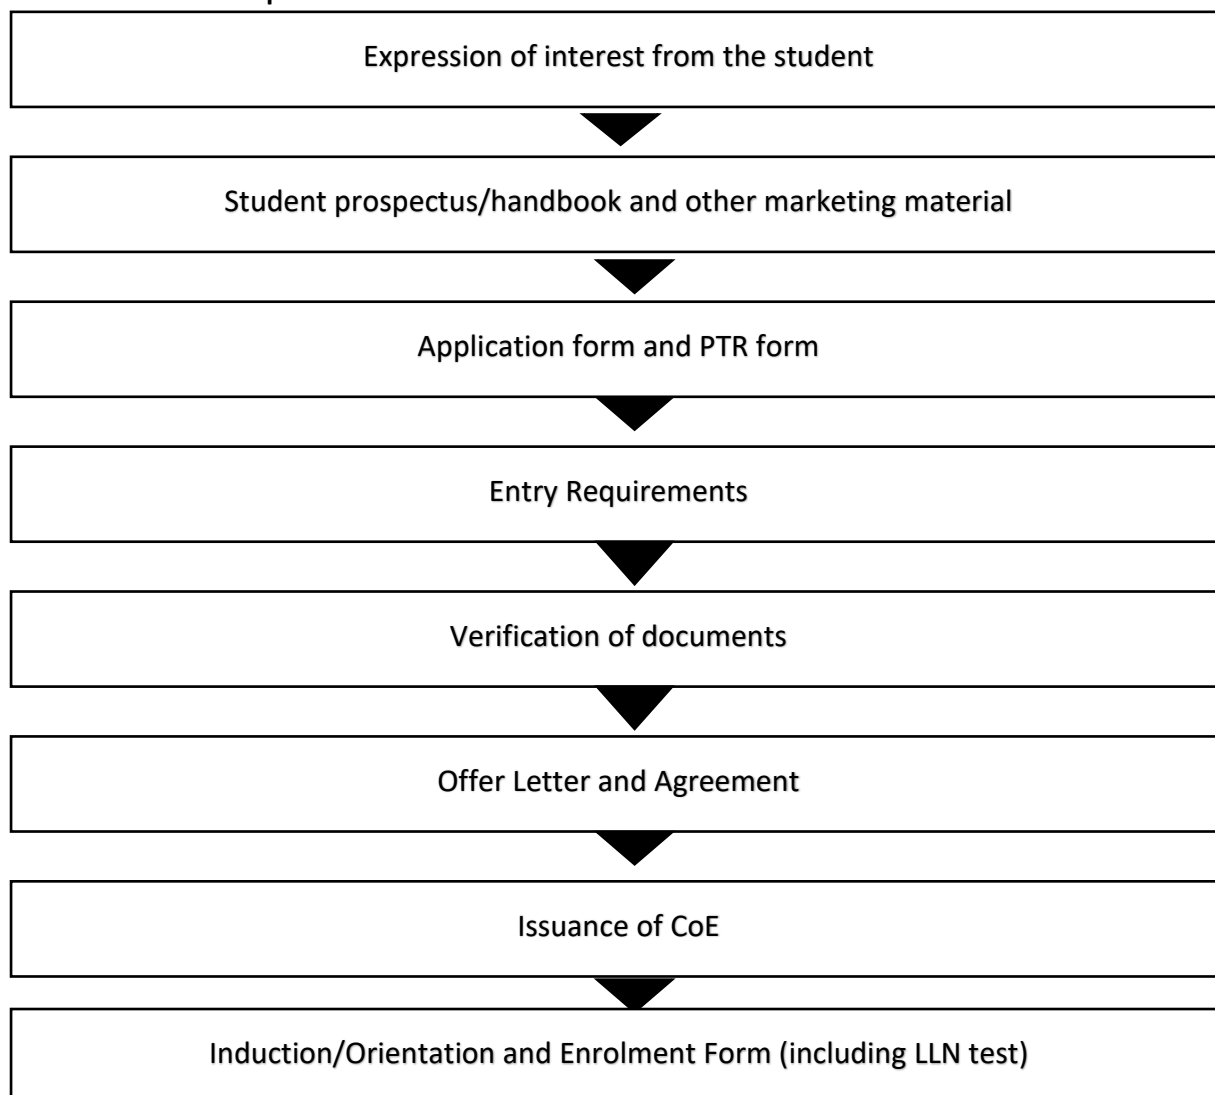 Expression of interest from the student
Student prospectus/handbook and other marketing material
Application form and PTR form
Entry Requirements
Verification of documents
Offer Letter and Agreement
Issuance of CoE
Induction/Orientation and Enrolment Form (including LLN test)